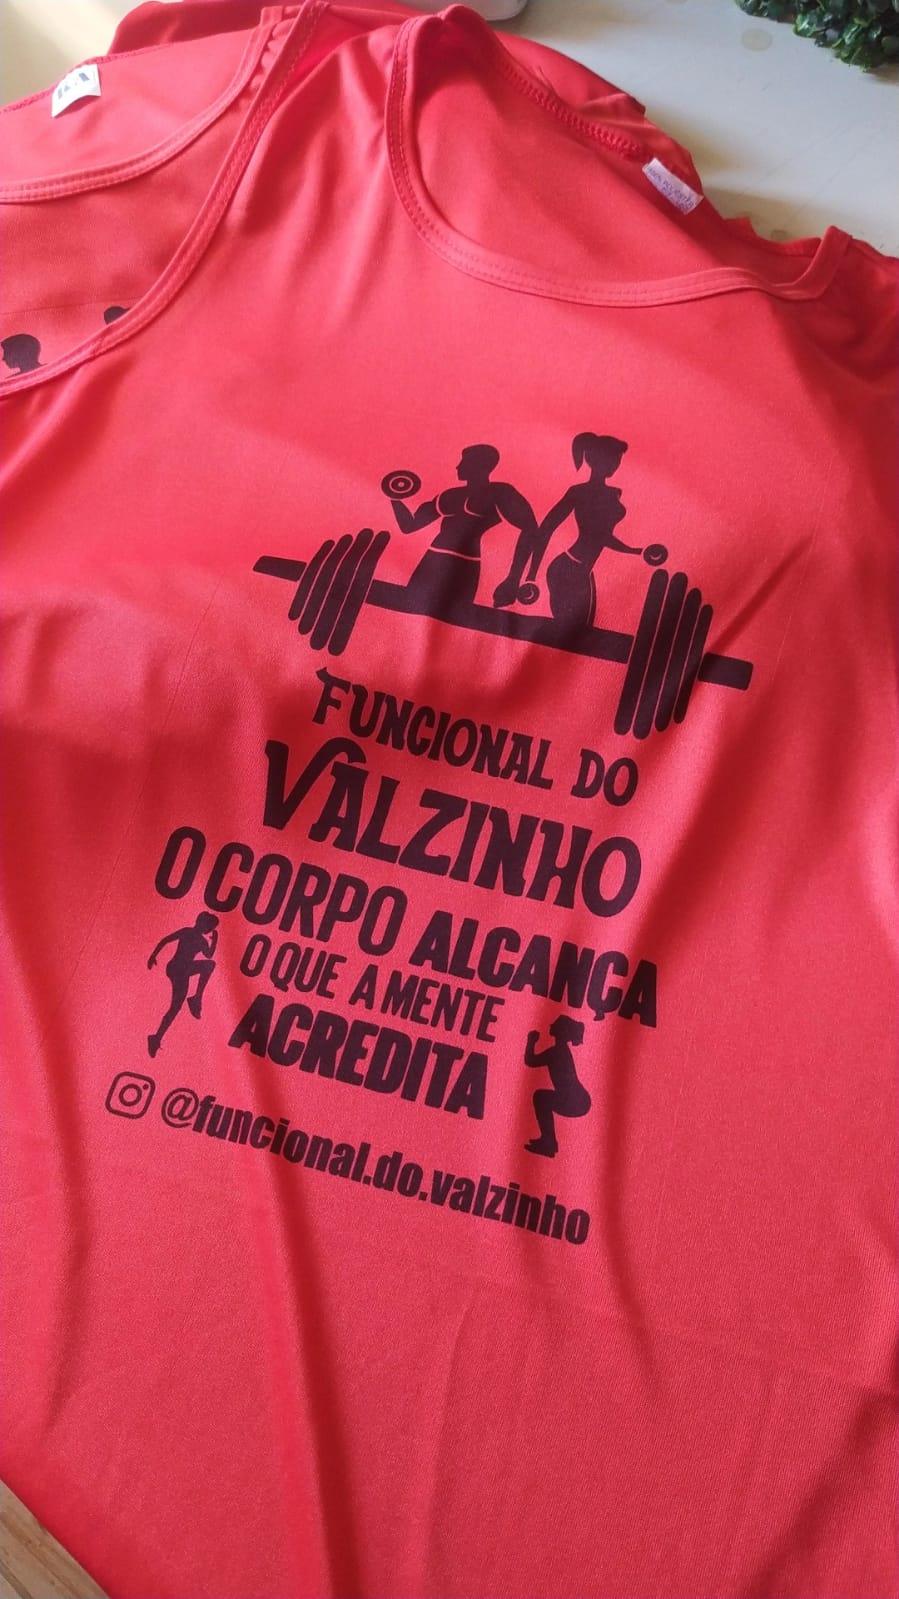 FUNCIONAL DO
VALZINHO
O CORPO ALCANÇA
O QUE A MENTE
ACREDITA
@funcional.do.valzinho